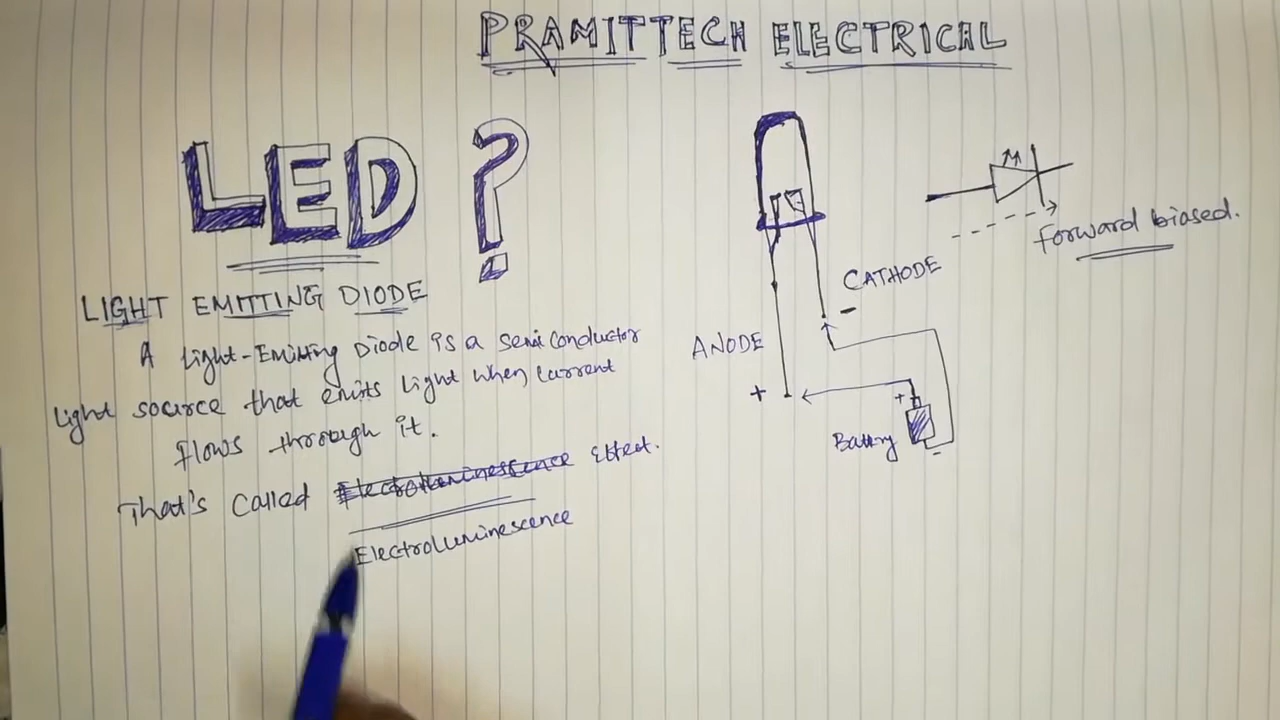 PRAMITTECH ELECTRICAL
LED ?
LIGHT EMITTING DIODE
A Light-Emitting Diode is a semiconductor
light source that emits light when current
flows through it.
That's called Electroluminescence Effect.
Electroluminescence
CATHODE
-
ANODE
+
+
Battery
-
forward biased.